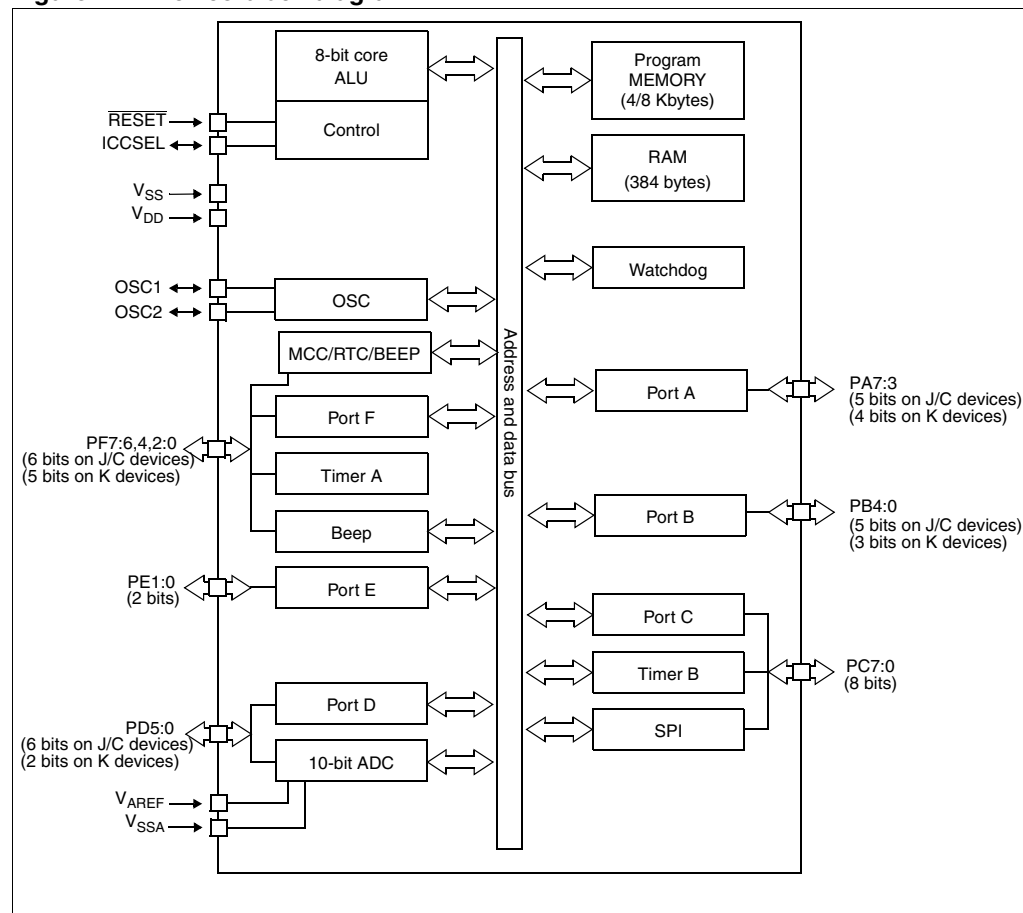 8-bit core
ALU
Control
RESET
ICCSEL
VSS
VDD
OSC1
OSC2
OSC
MCC/RTC/BEEP
Port F
PF7:6,4,2:0
(6 bits on J/C devices)
(5 bits on K devices)
Timer A
Beep
PE1:0
(2 bits)
Port E
Port D
PD5:0
(6 bits on J/C devices)
(2 bits on K devices)
10-bit ADC
VAREF
VSSA
Address and data bus
Program
MEMORY
(4/8 Kbytes)
RAM
(384 bytes)
Watchdog
Port A
PA7:3
(5 bits on J/C devices)
(4 bits on K devices)
Port B
PB4:0
(5 bits on J/C devices)
(3 bits on K devices)
Port C
Timer B
SPI
PC7:0
(8 bits)